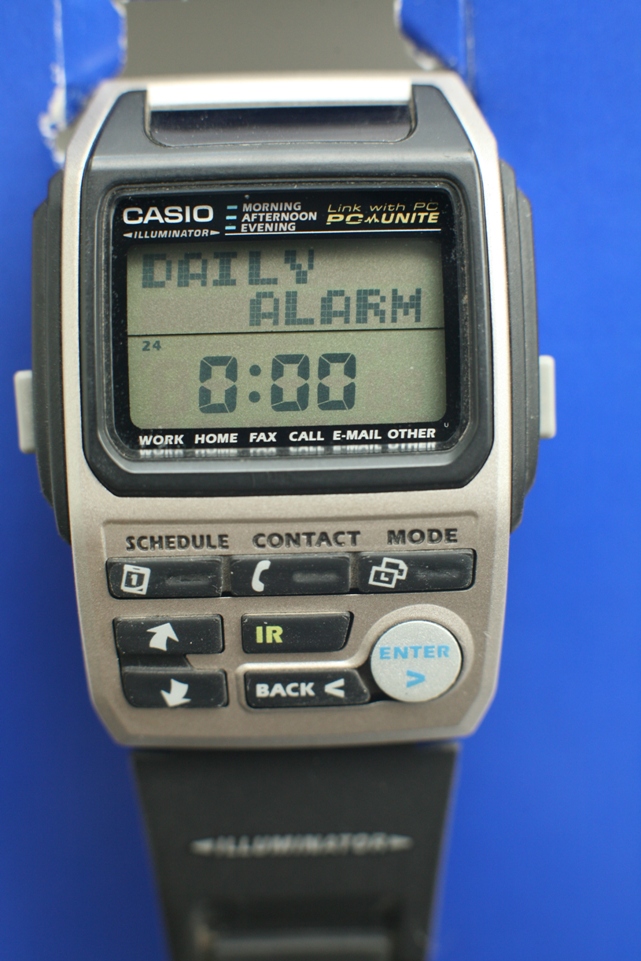 CASIO
MORNING
AFTERNOON
EVENING
ILLUMINATOR
Link with PC
PC UNITE
DAILY
ALARM
24
0:00
WORK HOME FAX CALL E-MAIL OTHER
SCHEDULE CONTACT MODE
1
L
IR
ENTER
>
BACK <
ILLUMINATOR